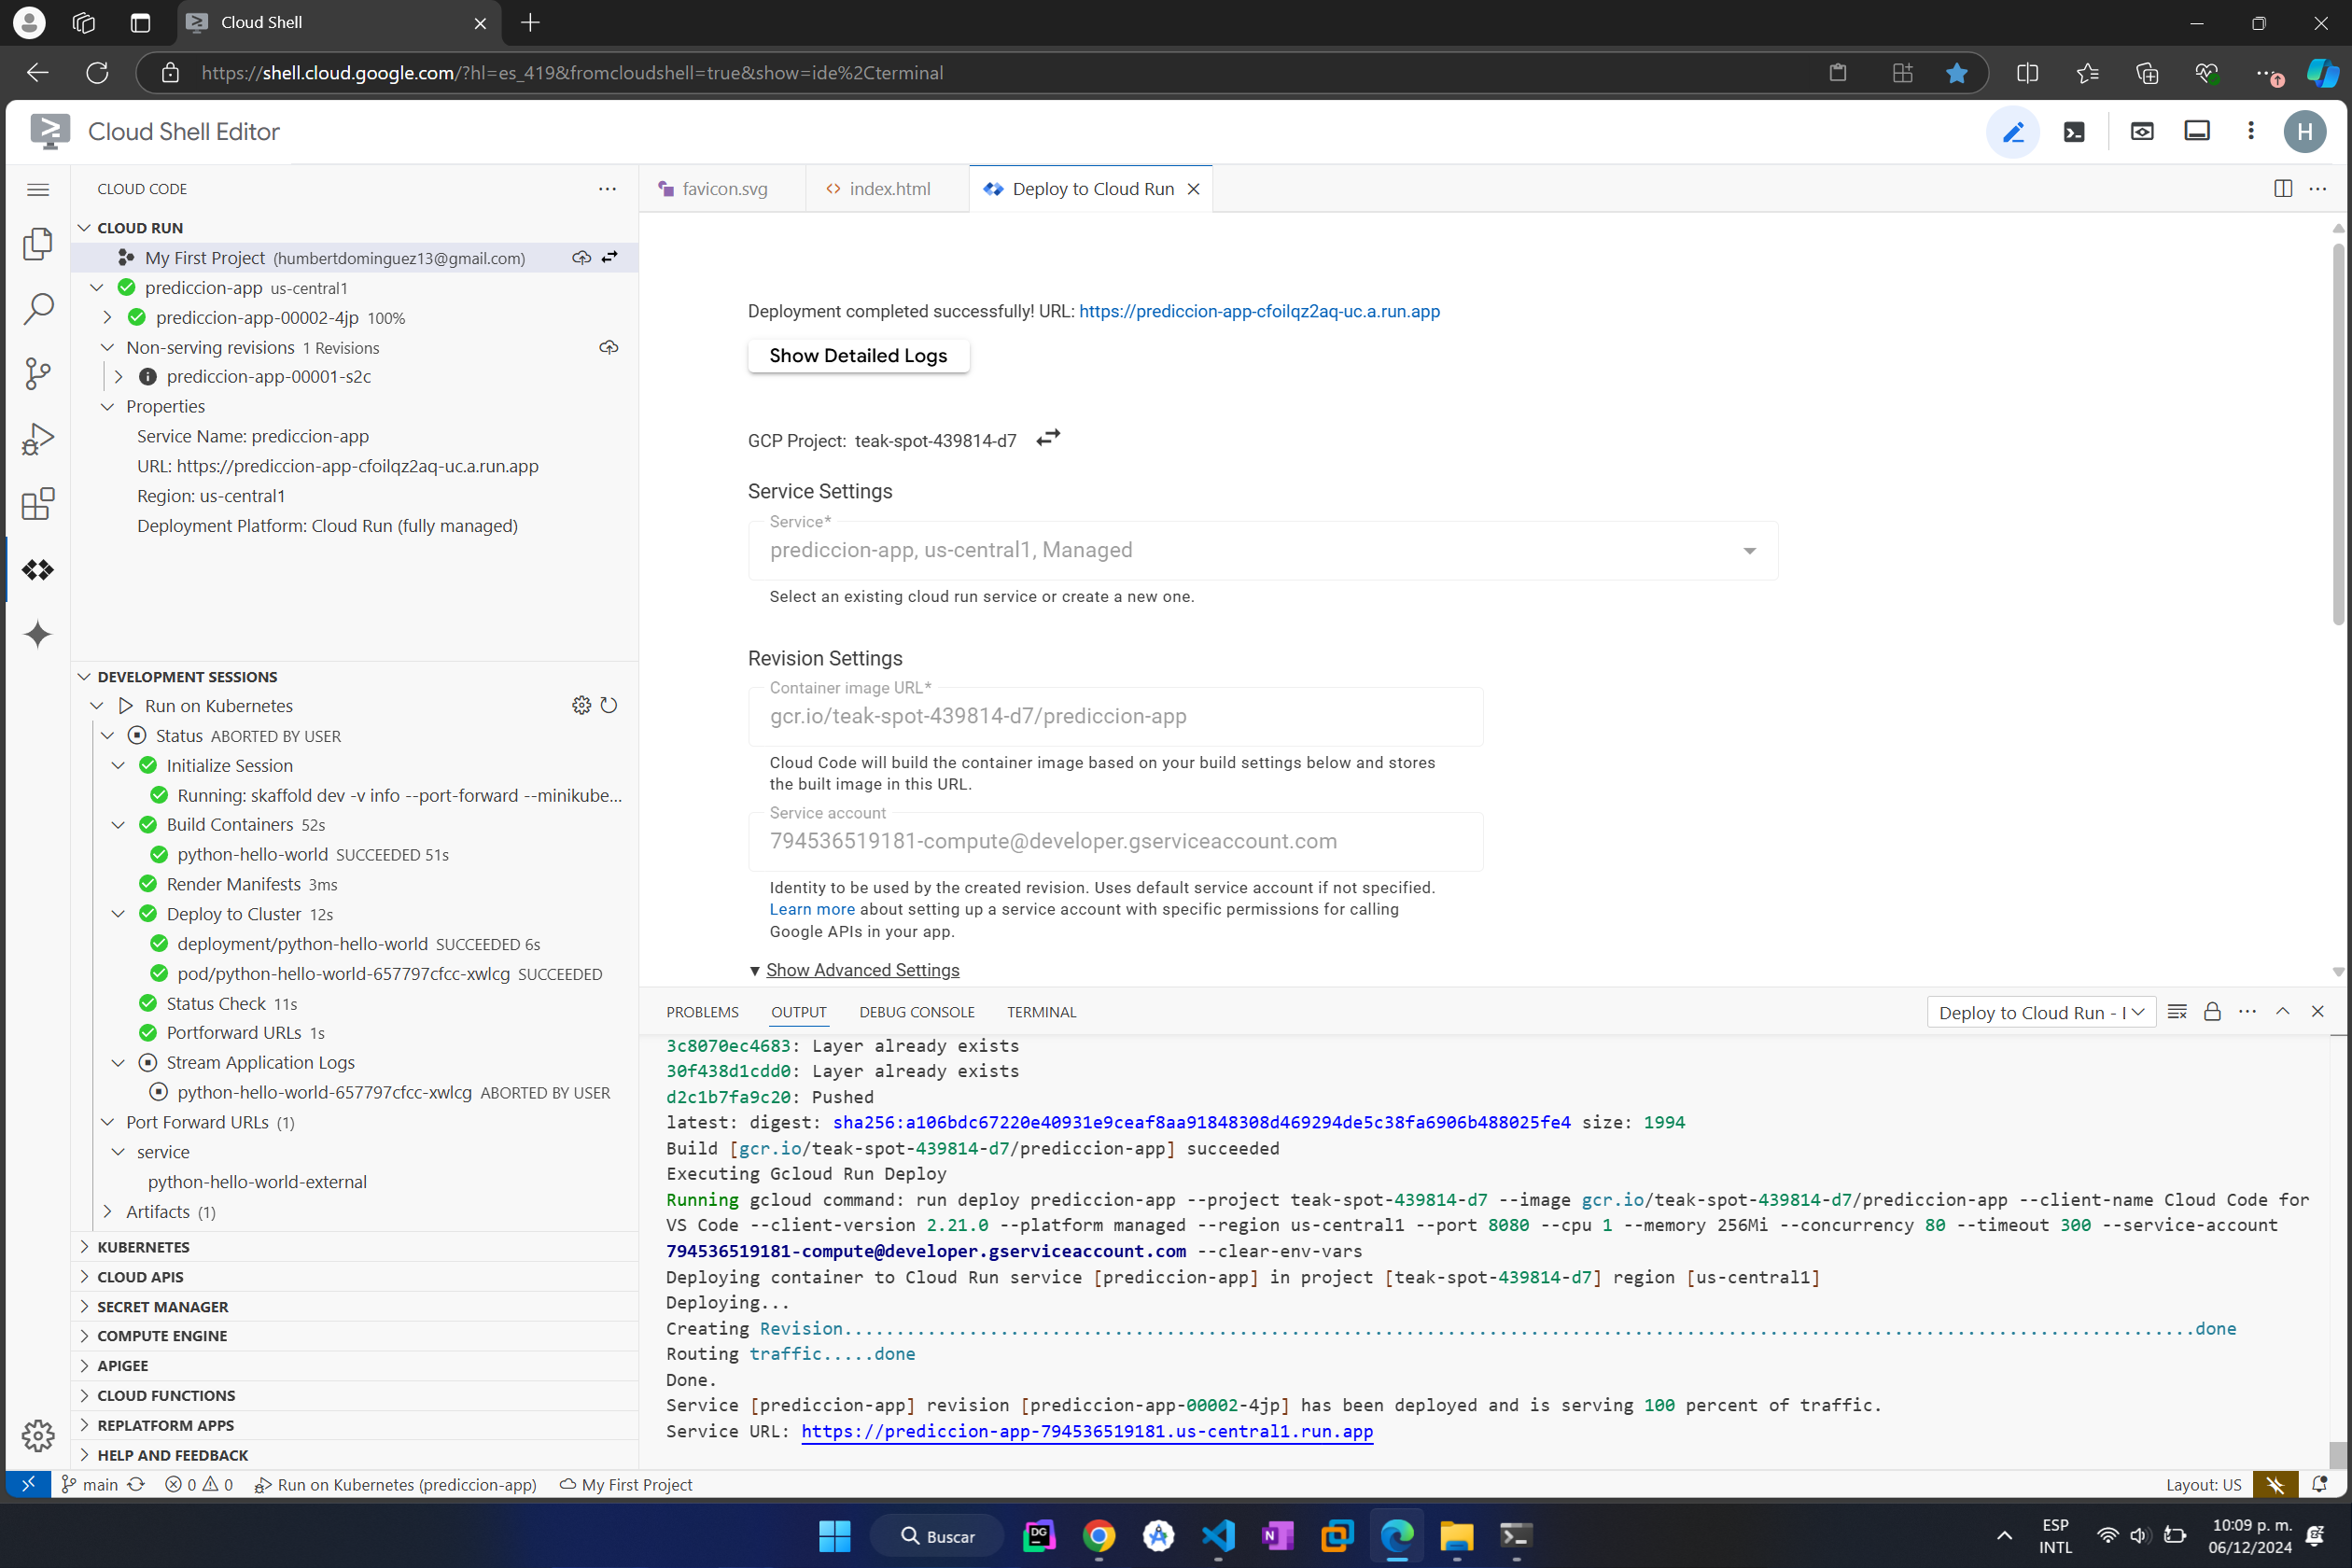 Cloud Shell
https://shell.cloud.google.com/?hl=es_419&fromcloudshell=true&show=ide%2Cterminal
Cloud Shell Editor
H
CLOUD CODE
CLOUD RUN
My First Project (humbertdominguez13@gmail.com)
prediccion-app us-central1
prediccion-app-00002-4jp 100%
Non-serving revisions 1 Revisions
prediccion-app-00001-s2c
Properties
Service Name: prediccion-app
URL: https://prediccion-app-cfoilqz2aq-uc.a.run.app
Region: us-central1
Deployment Platform: Cloud Run (fully managed)
DEVELOPMENT SESSIONS
Run on Kubernetes
Status ABORTED BY USER
Initialize Session
Running: skaffold dev -v info --port-forward --minikube...
Build Containers 52s
python-hello-world SUCCEEDED 51s
Render Manifests 3ms
Deploy to Cluster 12s
deployment/python-hello-world SUCCEEDED 6s
pod/python-hello-world-657797cfcc-xwlcg SUCCEEDED
Status Check 11s
Portforward URLs 1s
Stream Application Logs
python-hello-world-657797cfcc-xwlcg ABORTED BY USER
Port Forward URLs (1)
service
python-hello-world-external
Artifacts (1)
KUBERNETES
CLOUD APIS
SECRET MANAGER
COMPUTE ENGINE
APIGEE
CLOUD FUNCTIONS
REPLATFORM APPS
HELP AND FEEDBACK
favicon.svg
index.html
Deploy to Cloud Run
Deployment completed successfully! URL: https://prediccion-app-cfoilqz2aq-uc.a.run.app
Show Detailed Logs
GCP Project: teak-spot-439814-d7
Service Settings
Service*
prediccion-app, us-central1, Managed
Select an existing cloud run service or create a new one.
Revision Settings
Container image URL*
gcr.io/teak-spot-439814-d7/prediccion-app
Cloud Code will build the container image based on your build settings below and stores
the built image in this URL.
Service account
794536519181-compute@developer.gserviceaccount.com
Identity to be used by the created revision. Uses default service account if not specified.
Learn more about setting up a service account with specific permissions for calling
Google APIs in your app.
▼ Show Advanced Settings
PROBLEMS OUTPUT DEBUG CONSOLE TERMINAL
Deploy to Cloud Run - I
3c8070ec4683: Layer already exists
30f438d1cdd0: Layer already exists
d2c1b7fa9c20: Pushed
latest: digest: sha256:a106bdc67220e40931e9ceaf8aa91848308d469294de5c38fa6906b488025fe4 size: 1994
Build [gcr.io/teak-spot-439814-d7/prediccion-app] succeeded
Executing Gcloud Run Deploy
Running gcloud command: run deploy prediccion-app --project teak-spot-439814-d7 --image gcr.io/teak-spot-439814-d7/prediccion-app --client-name Cloud Code for
VS Code --client-version 2.21.0 --platform managed --region us-central1 --port 8080 --cpu 1 --memory 256Mi --concurrency 80 --timeout 300 --service-account
794536519181-compute@developer.gserviceaccount.com --clear-env-vars
Deploying container to Cloud Run service [prediccion-app] in project [teak-spot-439814-d7] region [us-central1]
Deploying...
Creating Revision..................................................................................................................................done
Routing traffic.....done
Done.
Service [prediccion-app] revision [prediccion-app-00002-4jp] has been deployed and is serving 100 percent of traffic.
Service URL: https://prediccion-app-794536519181.us-central1.run.app
main 0 0 Run on Kubernetes (prediccion-app) My First Project
Layout: US
Buscar
DG
N
ESP
INTL
10:09 p. m.
06/12/2024